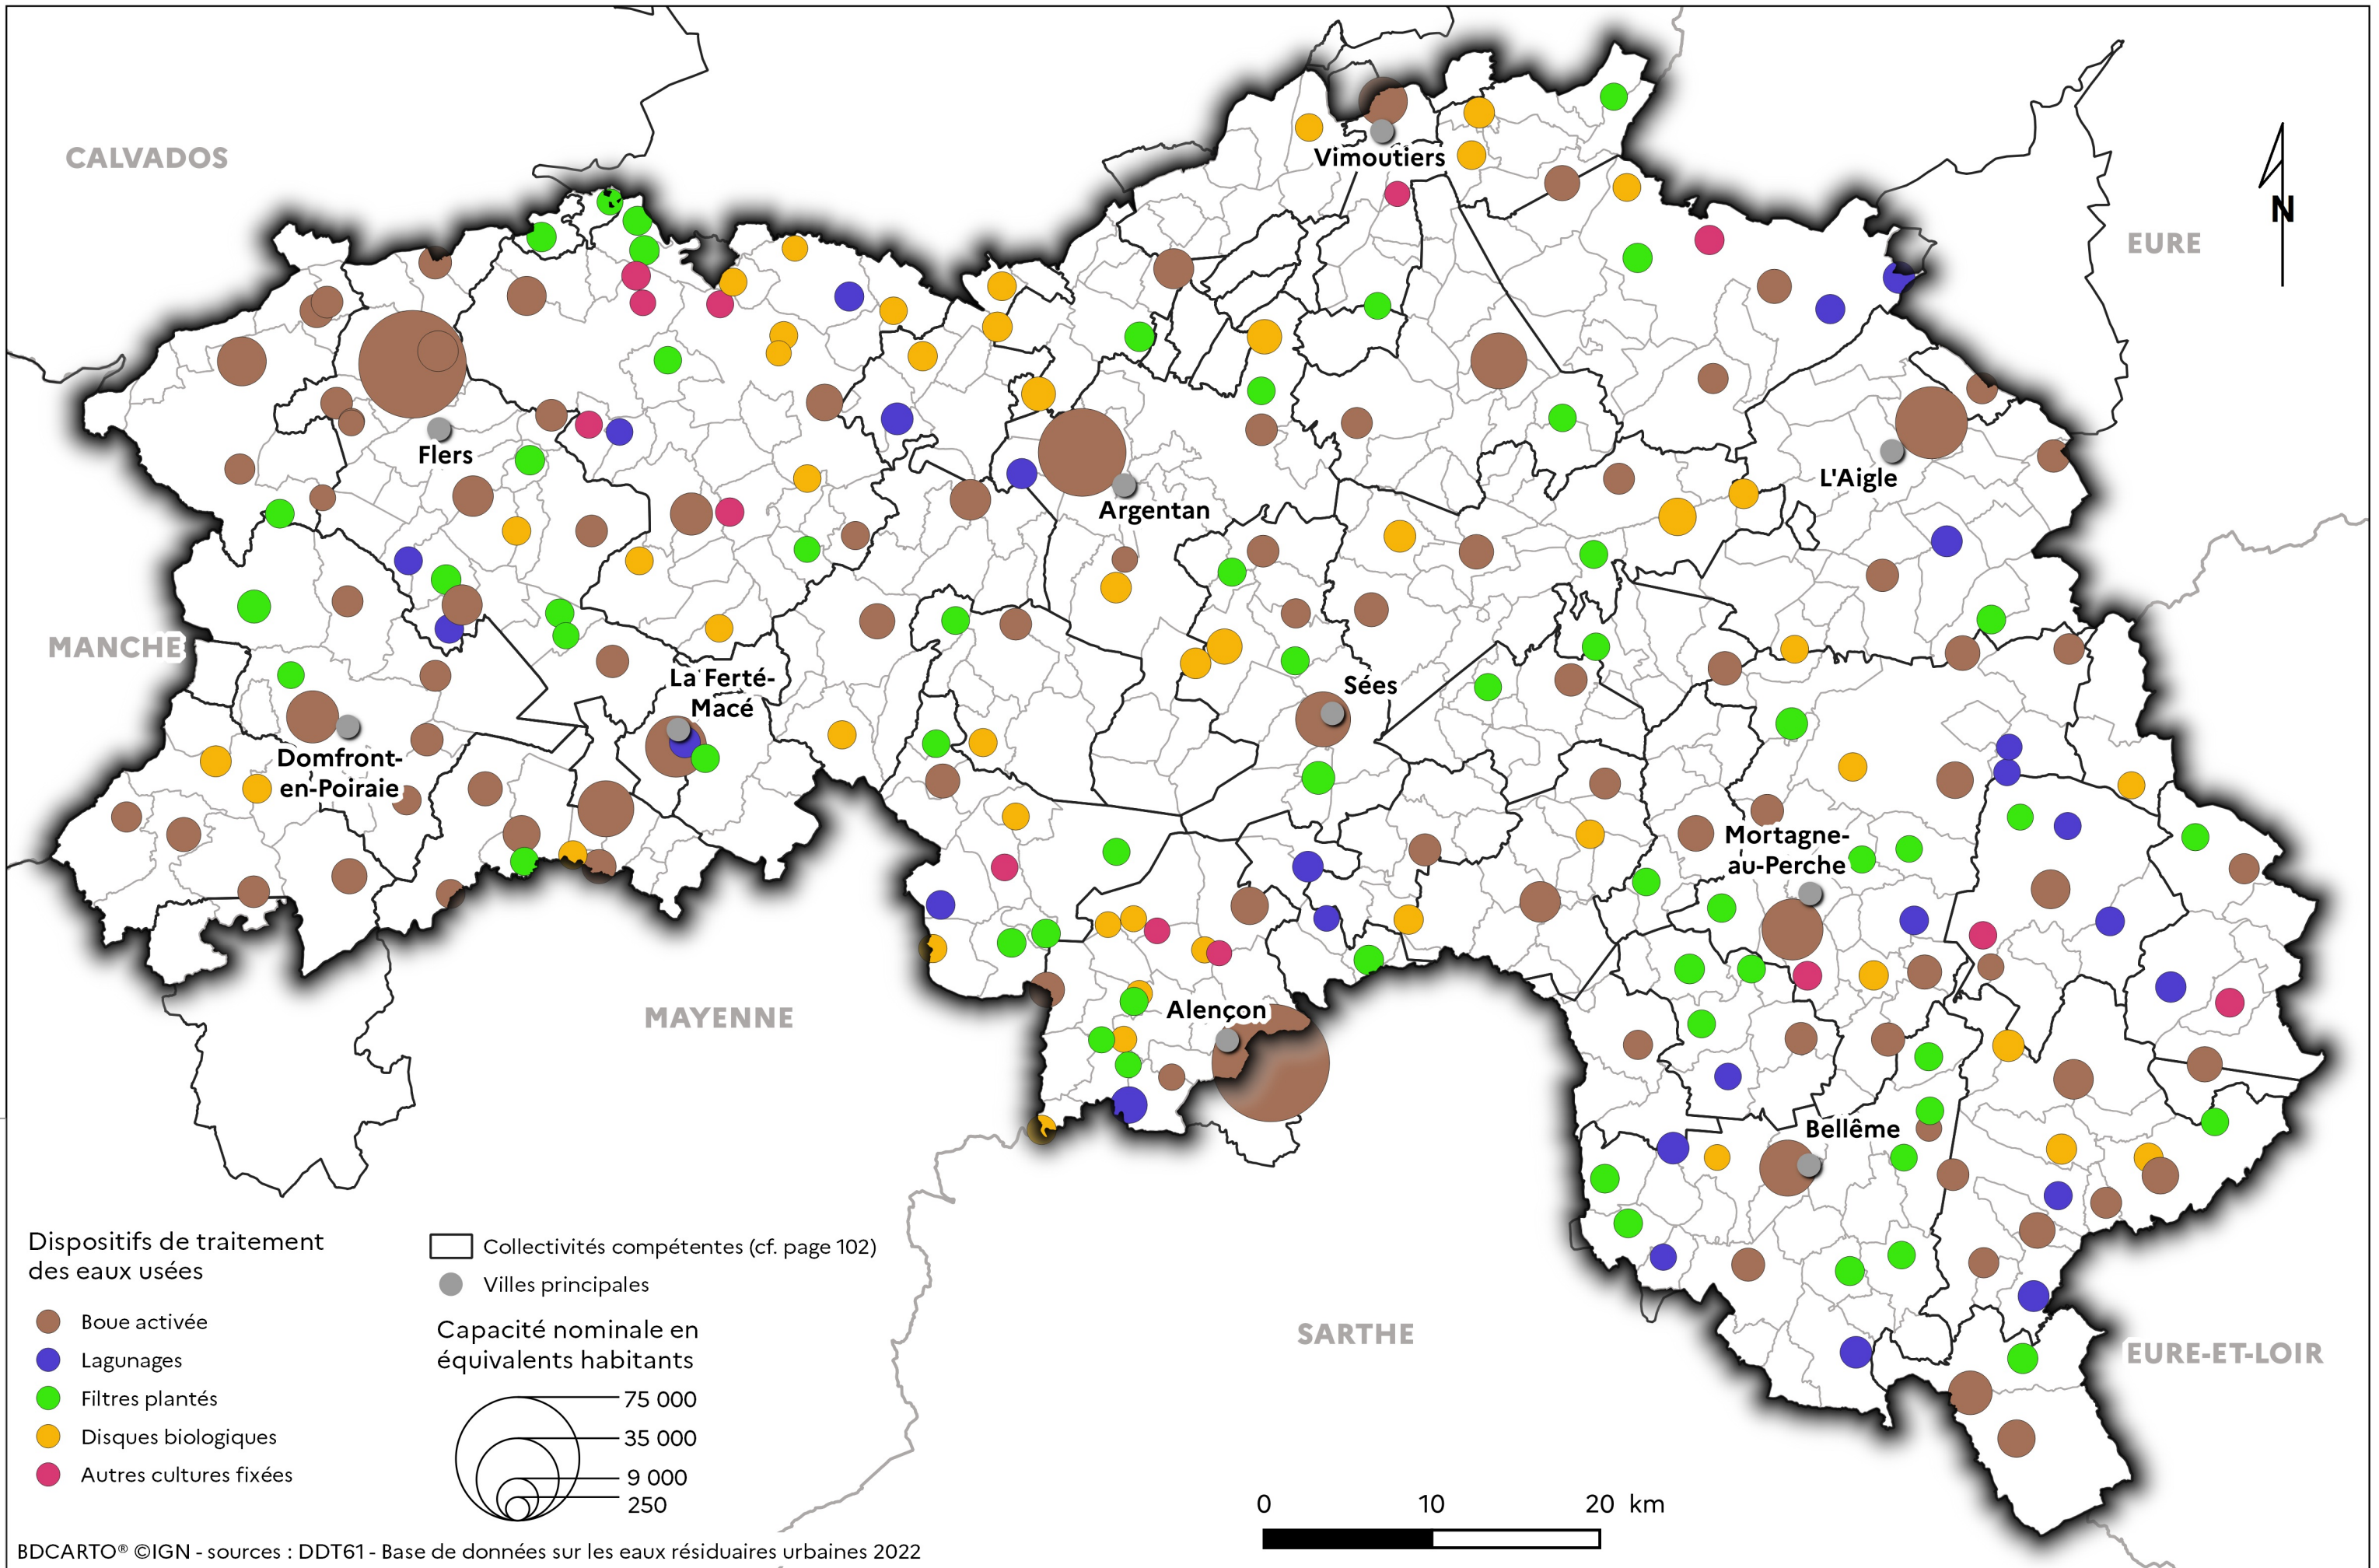 CALVADOS
Vimoutiers
N
EURE
Flers
L'Aigle
Argentan
MANCHE
La Ferté-
Macé
Sées
Domfront-
en-Poiraie
Mortagne-
au-Perche
Alençon
MAYENNE
Bellême
SARTHE
EURE-ET-LOIR
Dispositifs de traitement
des eaux usées
Boue activée
Lagunages
Filtres plantés
Disques biologiques
Autres cultures fixées
Collectivités compétentes (cf. page 102)
Villes principales
Capacité nominale en
équivalents habitants
75 000
35 000
9 000
250
0 10 20 km
BDCARTO® ©IGN - sources : DDT61 - Base de données sur les eaux résiduaires urbaines 2022